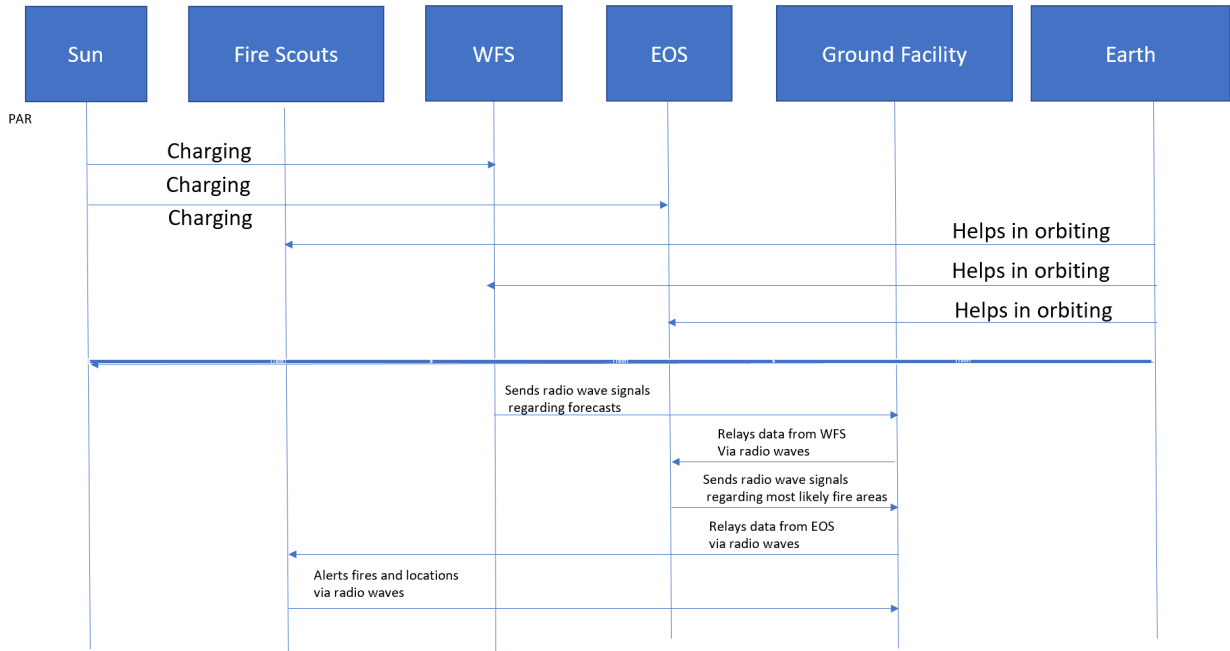 Sun
Fire Scouts
WFS
EOS
Ground Facility
Earth
PAR
Charging
Charging
Charging
Helps in orbiting
Helps in orbiting
Helps in orbiting
Sends radio wave signals
regarding forecasts
Relays data from WFS
Via radio waves
Sends radio wave signals
regarding most likely fire areas
Relays data from EOS
via radio waves
Alerts fires and locations
via radio waves